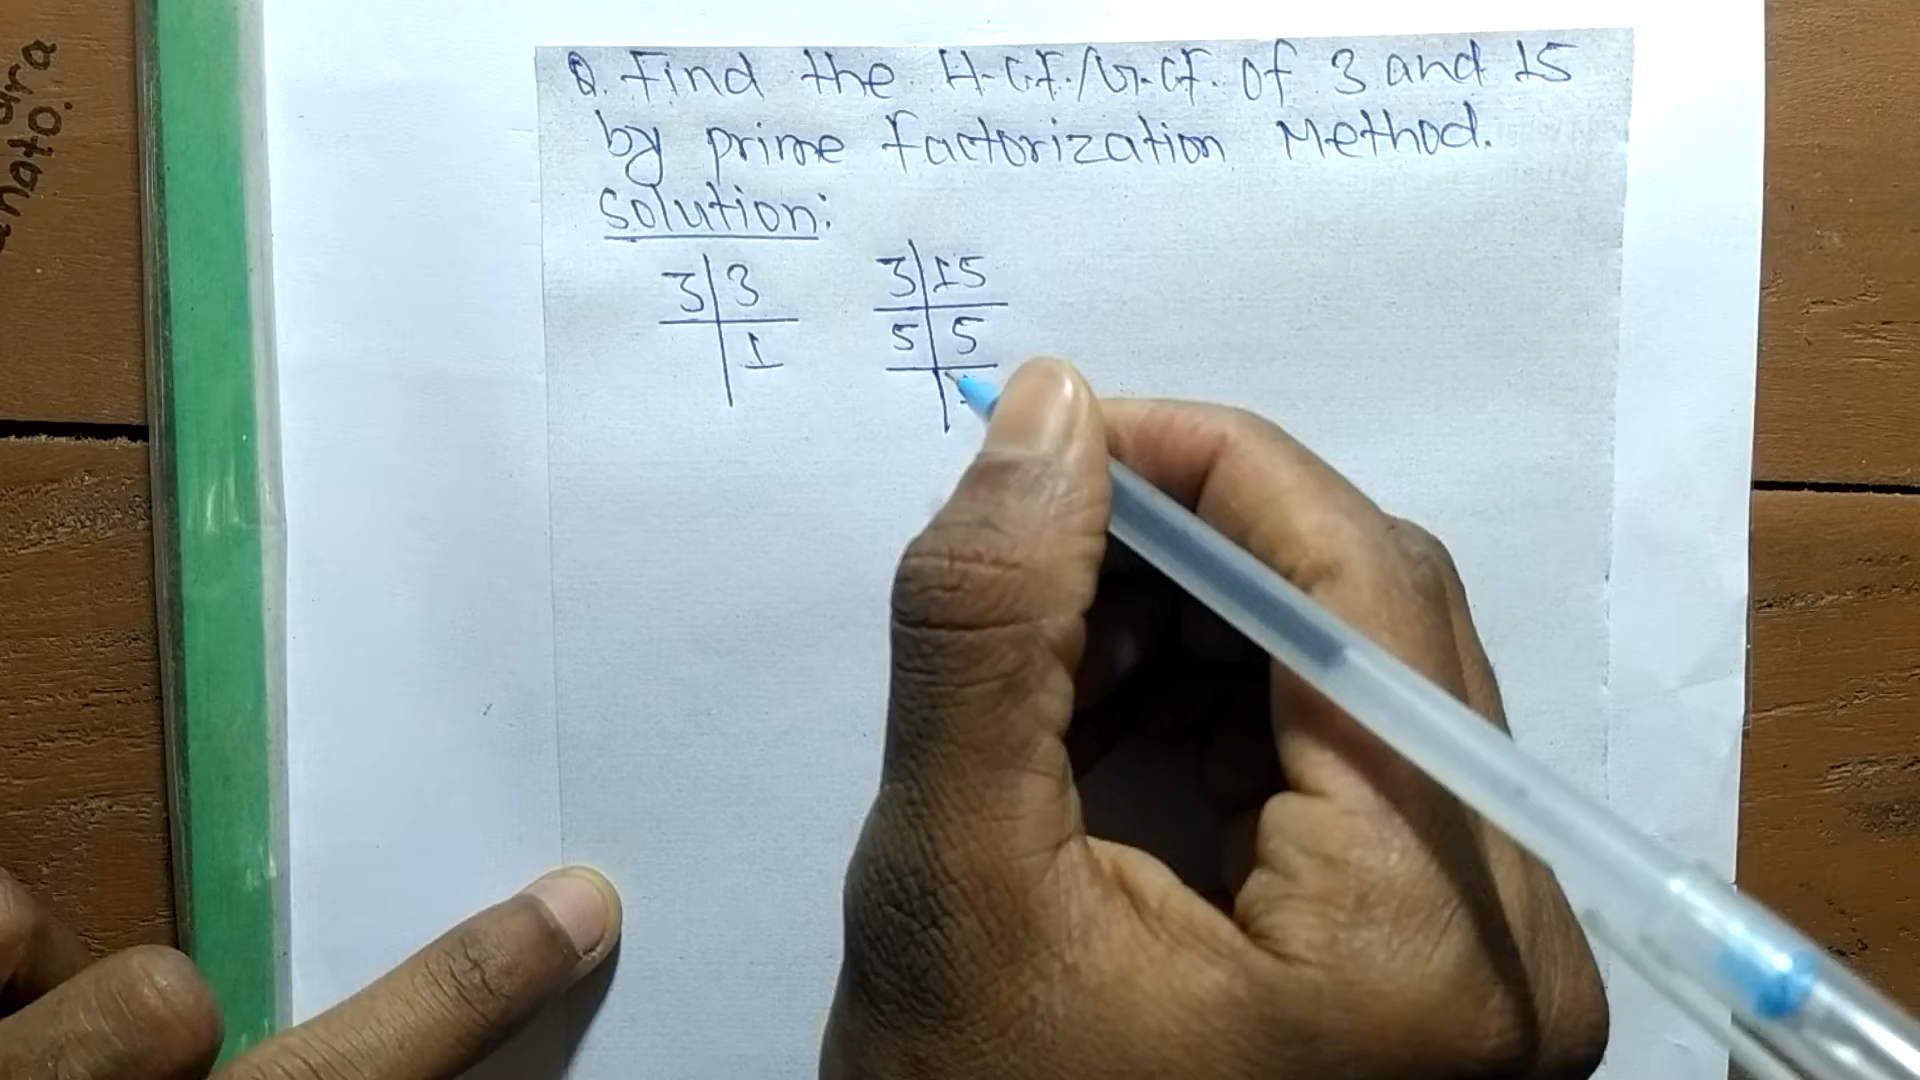 Q. Find the H.C.F./G.C.F. of 3 and 15
by prime factorization Method.
Solution:
3 3
1
3 15
5 5